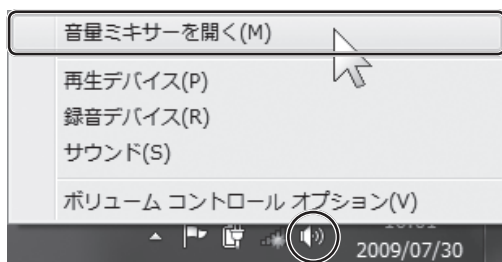 音量ミキサーを開く(M)
再生デバイス(P)
録音デバイス(R)
サウンド(S)
ボリューム コントロール オプション(V)
2009/07/30